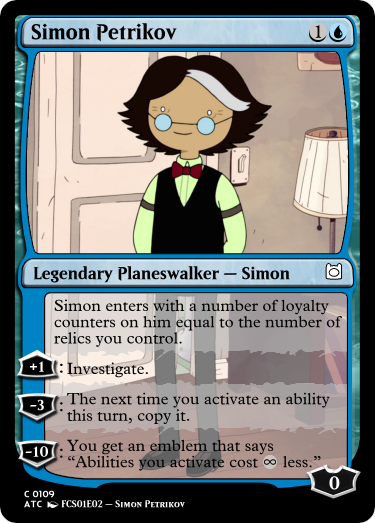 Simon Petrikov 1
Legendary Planeswalker — Simon
Simon enters with a number of loyalty
counters on him equal to the number of
relics you control.
+1: Investigate.
-3: The next time you activate an ability
this turn, copy it.
-10: You get an emblem that says
“Abilities you activate cost ∞ less.”
0
C 0109
ATC FCS01E02 – Simon Petrikov